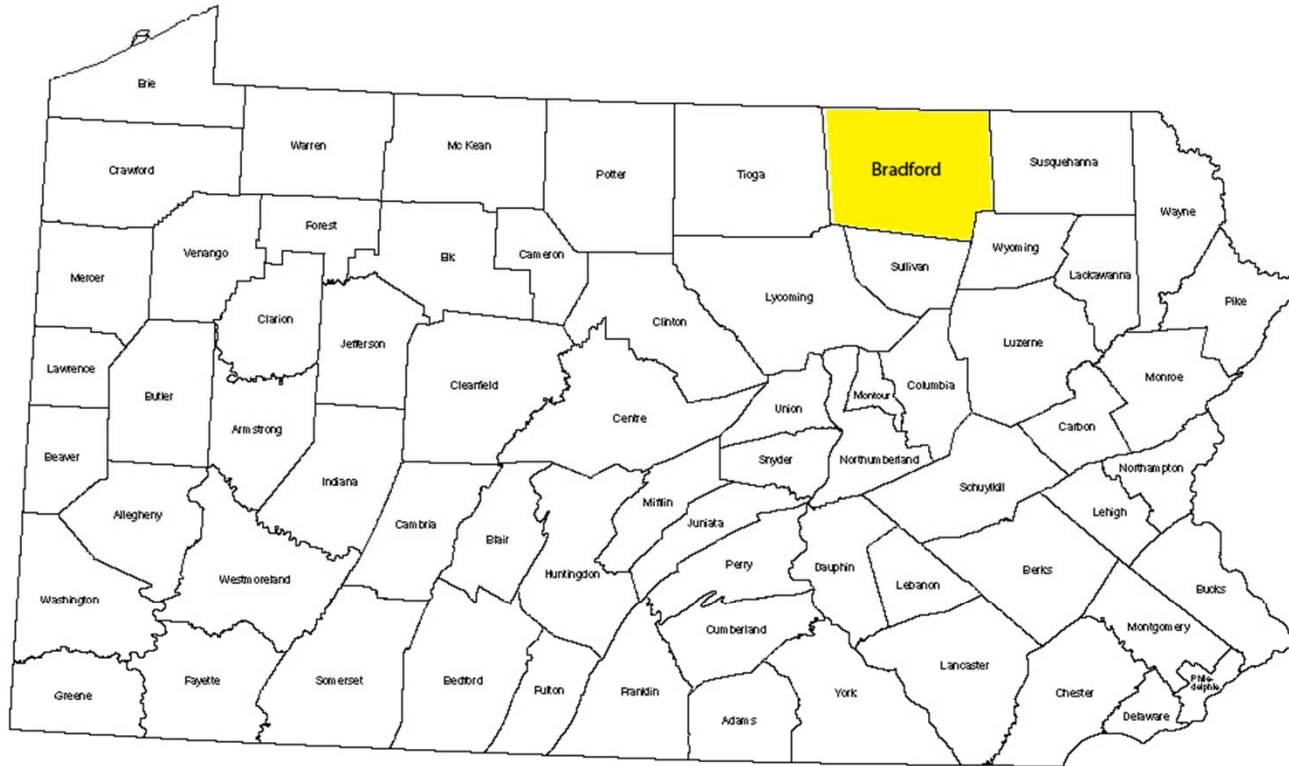 Erie
Warren
Mc Kean
Potter
Tioga
Bradford
Susquehanna
Crawford
Wayne
Forest
Venango
Elk
Cameron
Sullivan
Wyoming
Lackawanna
Mercer
Lycoming
Pike
Clarion
Clinton
Jefferson
Luzerne
Lawrence
Clearfield
Columbia
Monroe
Butler
Montour
Union
Centre
Carbon
Armstrong
Beaver
Snyder
Northumberland
Northampton
Indiana
Schuylkill
Mifflin
Lehigh
Allegheny
Cambria
Juniata
Blair
Perry
Dauphin
Berks
Huntingdon
Westmoreland
Lebanon
Bucks
Washington
Montgomery
Cumberland
Lancaster
Fayette
Somerset
Bedford
Philadelphia
Greene
Fulton
Franklin
York
Chester
Adams
Delaware